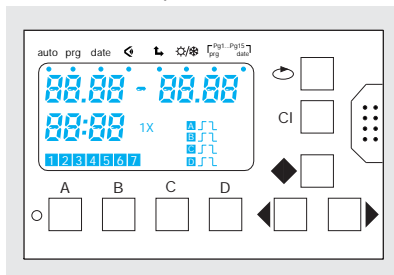 auto prg date Pg1...Pg15
prg date
88.88 - 88.88
88:88 1X
A
B
C
D
1 2 3 4 5 6 7
CI
A B C D